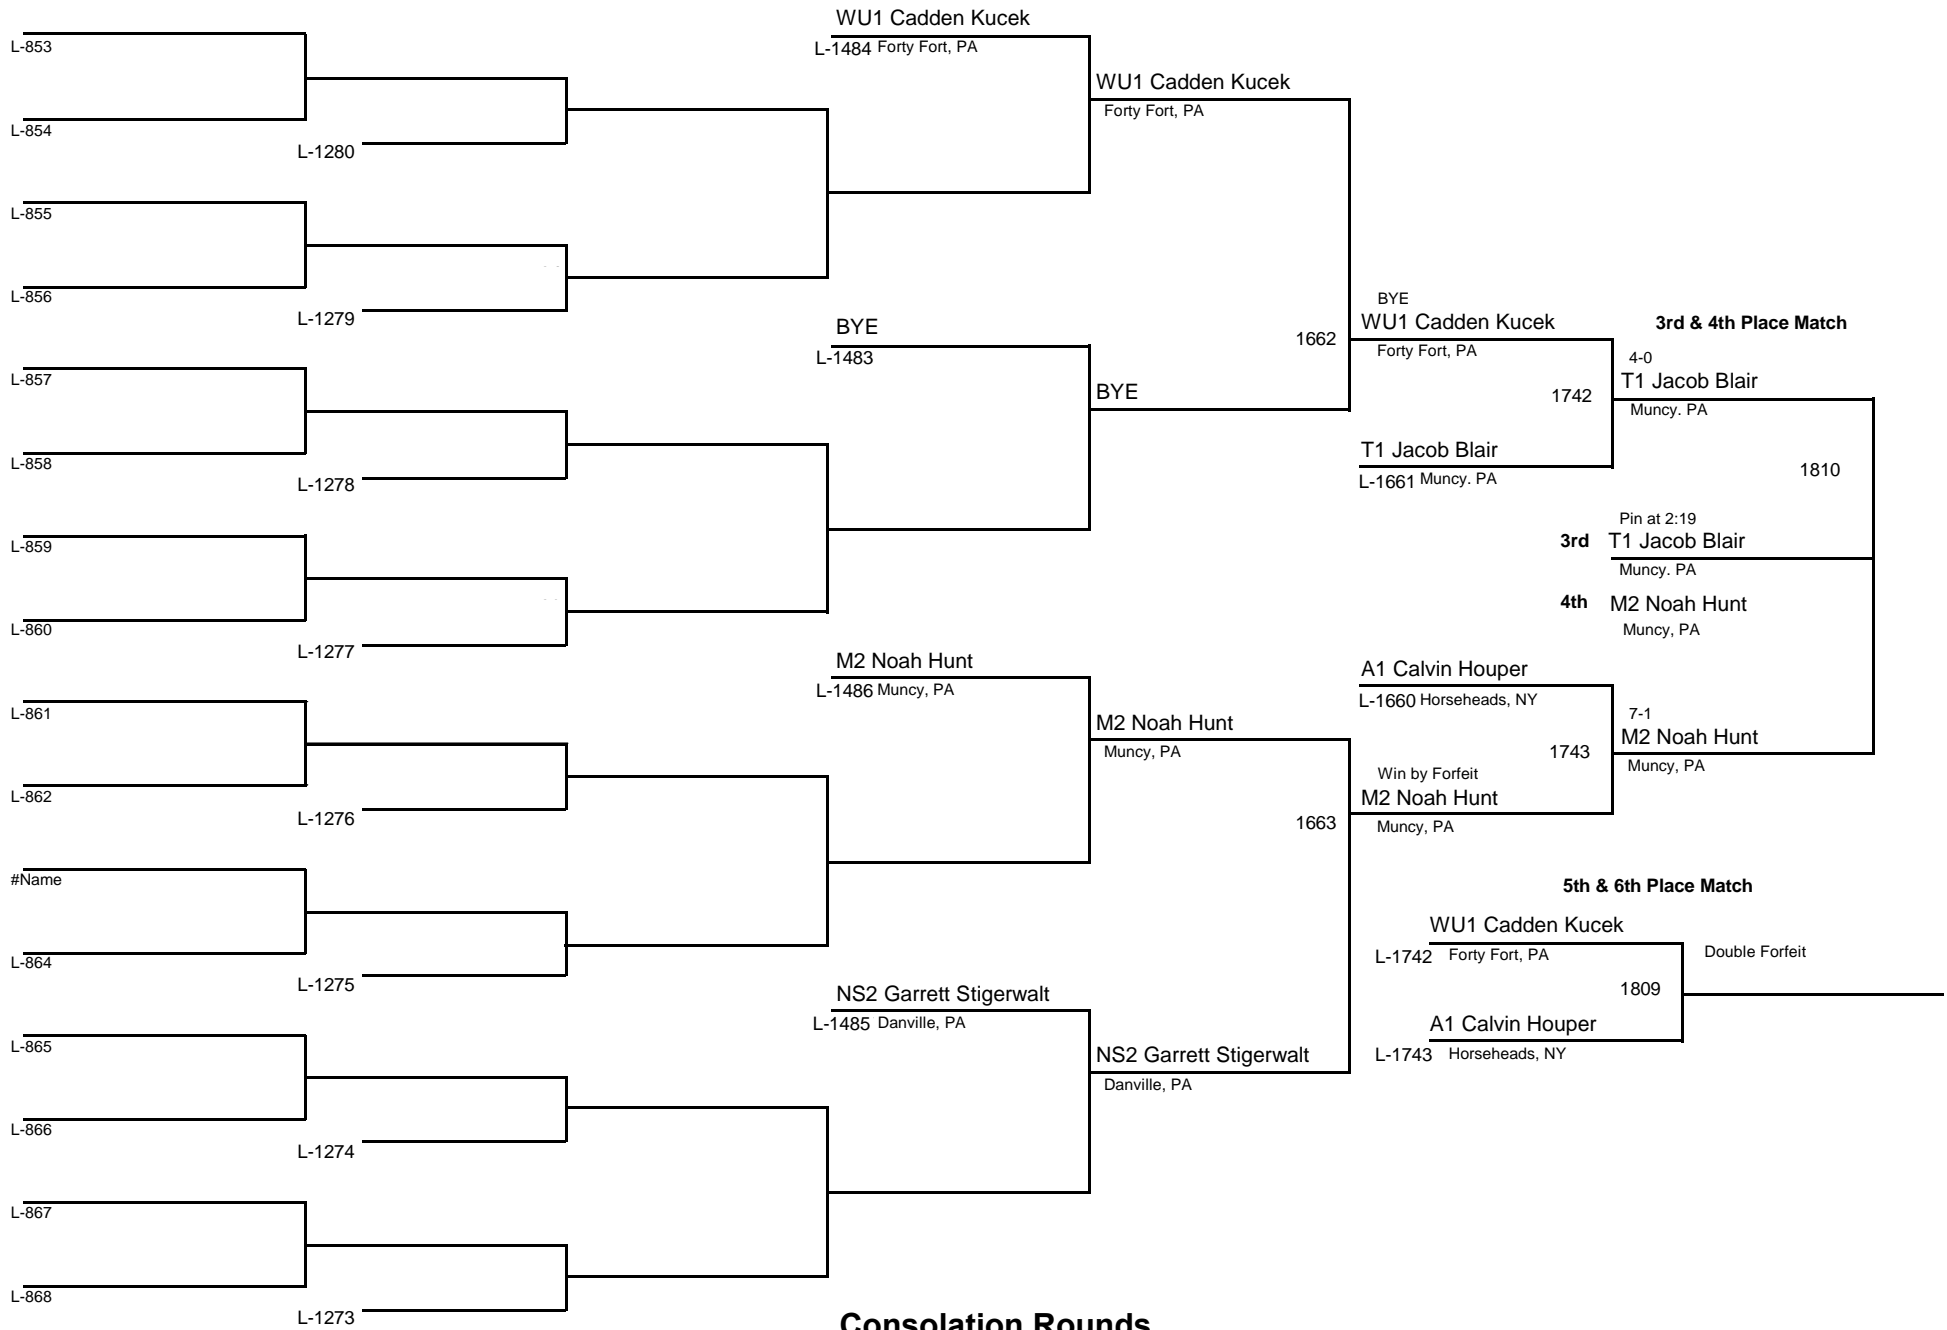 L-853
L-854
L-1280
L-855
L-856
L-1279
L-857
L-858
L-1278
L-859
L-860
L-1277
L-861
L-862
L-1276
#Name
L-864
L-1275
L-865
L-866
L-1274
L-867
L-868
L-1273
WU1 Cadden Kucek
L-1484 Forty Fort, PA
BYE
L-1483
M2 Noah Hunt
L-1486 Muncy, PA
NS2 Garrett Stigerwalt
L-1485 Danville, PA
WU1 Cadden Kucek
Forty Fort, PA
BYE
M2 Noah Hunt
Muncy, PA
NS2 Garrett Stigerwalt
Danville, PA
1662
1663
BYE
WU1 Cadden Kucek
Forty Fort, PA
1742
T1 Jacob Blair
L-1661 Muncy. PA
A1 Calvin Houper
L-1660 Horseheads, NY
1743
Win by Forfeit
M2 Noah Hunt
Muncy, PA
3rd & 4th Place Match
4-0
T1 Jacob Blair
Muncy. PA
1810
Pin at 2:19
3rd T1 Jacob Blair
Muncy. PA
4th M2 Noah Hunt
Muncy, PA
7-1
M2 Noah Hunt
Muncy, PA
5th & 6th Place Match
WU1 Cadden Kucek
L-1742 Forty Fort, PA
Double Forfeit
1809
A1 Calvin Houper
L-1743 Horseheads, NY
Consolation Rounds